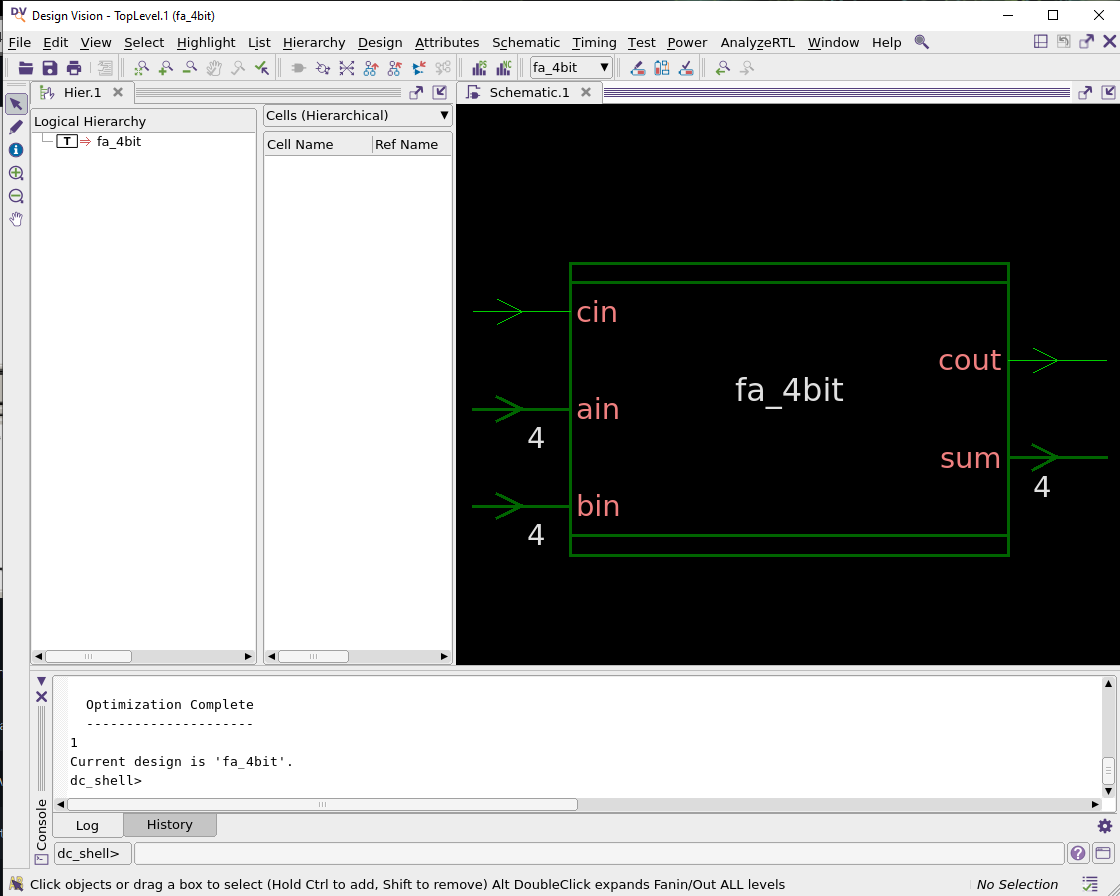 DV
Design Vision - TopLevel.1 (fa_4bit)
File Edit View Select Highlight List Hierarchy Design Attributes Schematic Timing Test Power AnalyzeRTL Window Help
fa_4bit
Hier.1
Schematic.1
Logical Hierarchy
T fa_4bit
Cells (Hierarchical)
Cell Name Ref Name
cin
cout
fa_4bit
ain
4
sum
4
bin
4
Optimization Complete
---------------------
1
Current design is 'fa_4bit'.
dc_shell>
Console
Log History
dc_shell>
Click objects or drag a box to select (Hold Ctrl to add, Shift to remove) Alt DoubleClick expands Fanin/Out ALL levels
No Selection